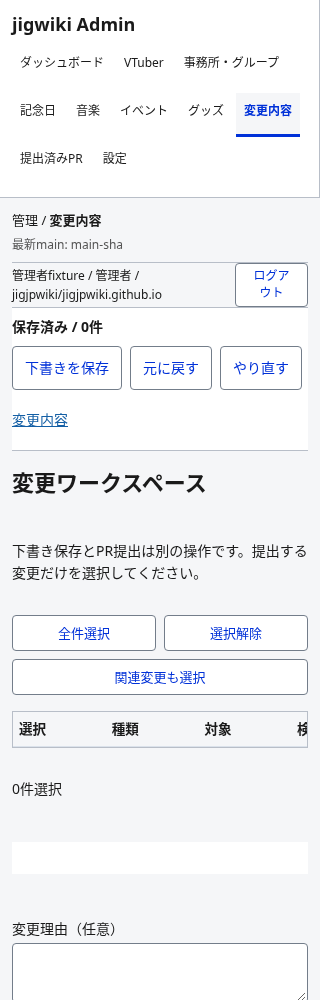 jigwiki Admin
ダッシュボード VTuber 事務所・グループ
記念日 音楽 イベント グッズ 変更内容
提出済みPR 設定
管理 / 変更内容
最新main: main-sha
管理者fixture / 管理者 /
jigjpwiki/jigjpwiki.github.io
ログア
ウト
保存済み / 0件
下書きを保存 元に戻す やり直す
変更内容
変更ワークスペース
下書き保存とPR提出は別の操作です。提出する
変更だけを選択してください。
全件選択 選択解除
関連変更も選択
選択 種類 対象
0件選択
変更理由（任意）